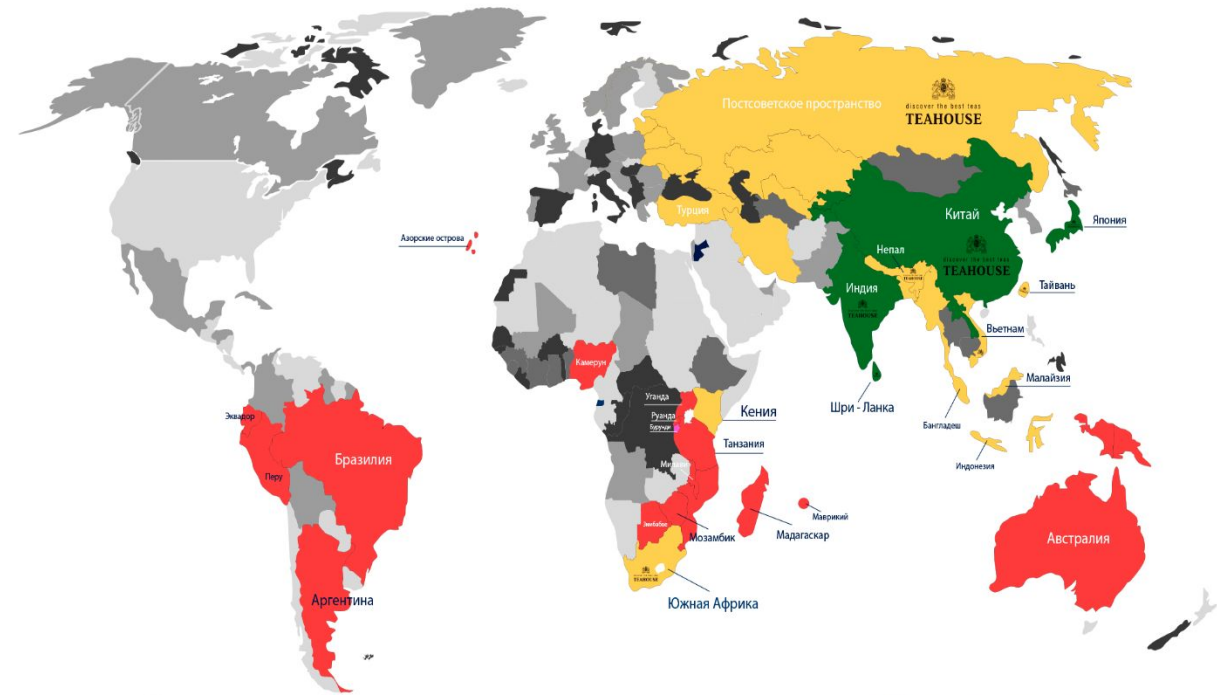 Постсоветское пространство
discover the best teas
TEAHOUSE
Турция
Китай
discover the best teas
TEAHOUSE
Япония
Азорские острова
Непал
TEAHOUSE
Индия
TEAHOUSE
Тайвань
Вьетнам
Малайзия
Шри - Ланка
Бангладеш
Индонезия
Камерун
Уганда
Руанда
Бурунди
Кения
Танзания
Эквадор
Бразилия
Перу
Маврикий
Мадагаскар
Мозамбик
Австралия
TEAHOUSE
Южная Африка
Аргентина